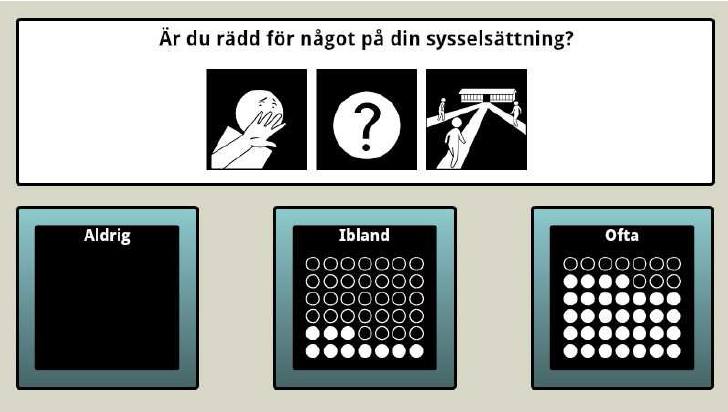 Är du rädd för något på din sysselsättning?
?
Aldrig
Ibland
Ofta